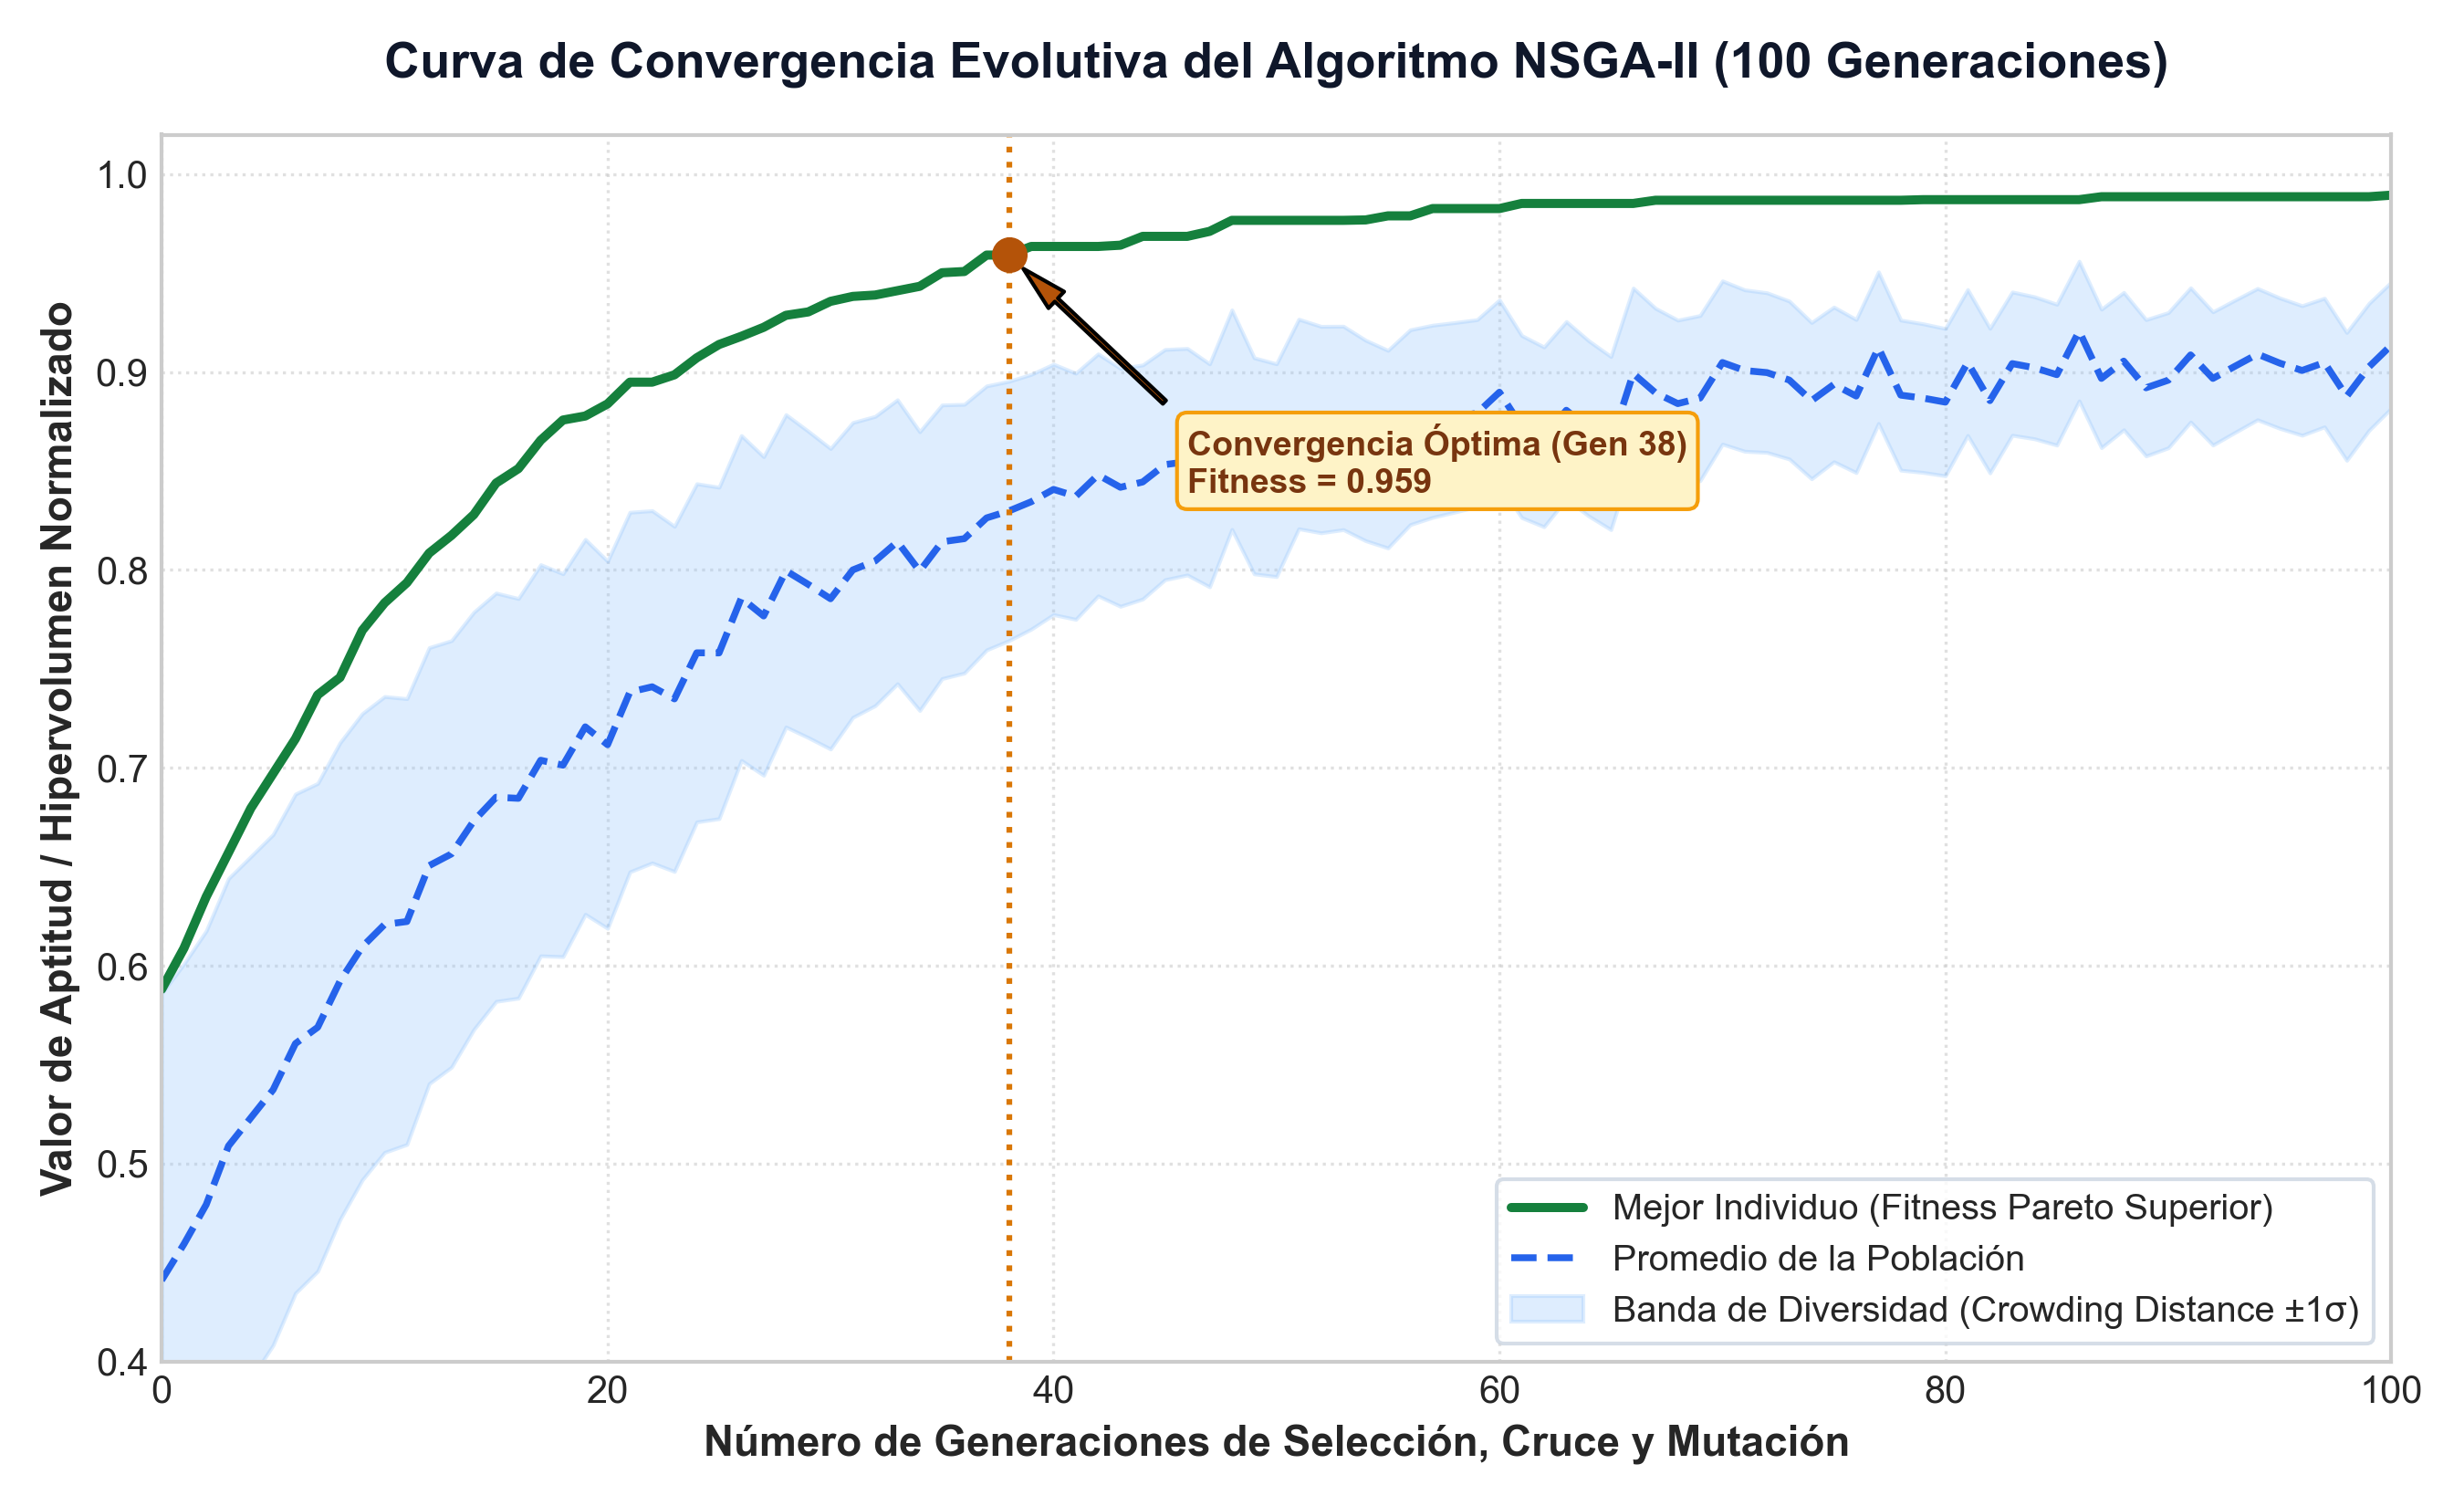 Curva de Convergencia Evolutiva del Algoritmo NSGA-II (100 Generaciones)
Valor de Aptitud / Hipervolumen Normalizado
1.0
0.9
0.8
0.7
0.6
0.5
0.4
Convergencia Óptima (Gen 38)
Fitness = 0.959
Mejor Individuo (Fitness Pareto Superior)
Promedio de la Población
Banda de Diversidad (Crowding Distance ±1σ)
0 20 40 60 80 100
Número de Generaciones de Selección, Cruce y Mutación